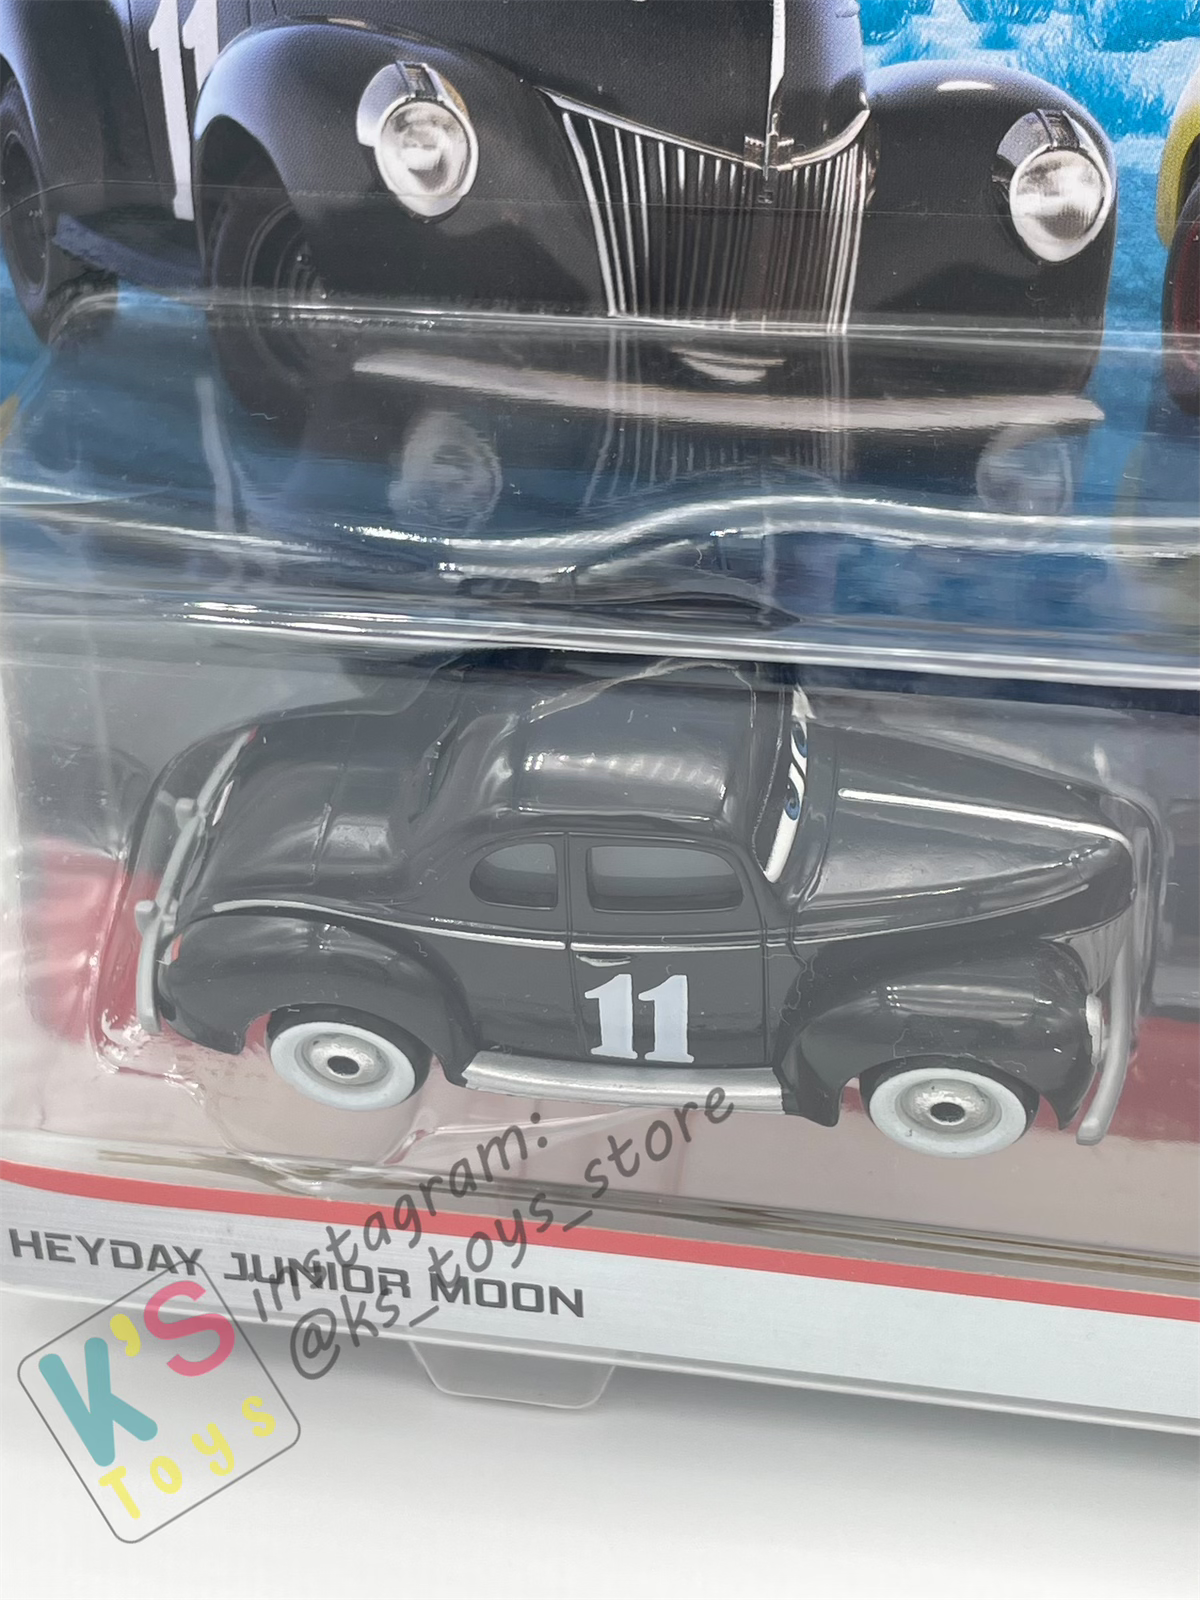 11
11
HEYDAY JUNIOR MOON
instagram:
@ks_toys_store
K'S
Toys